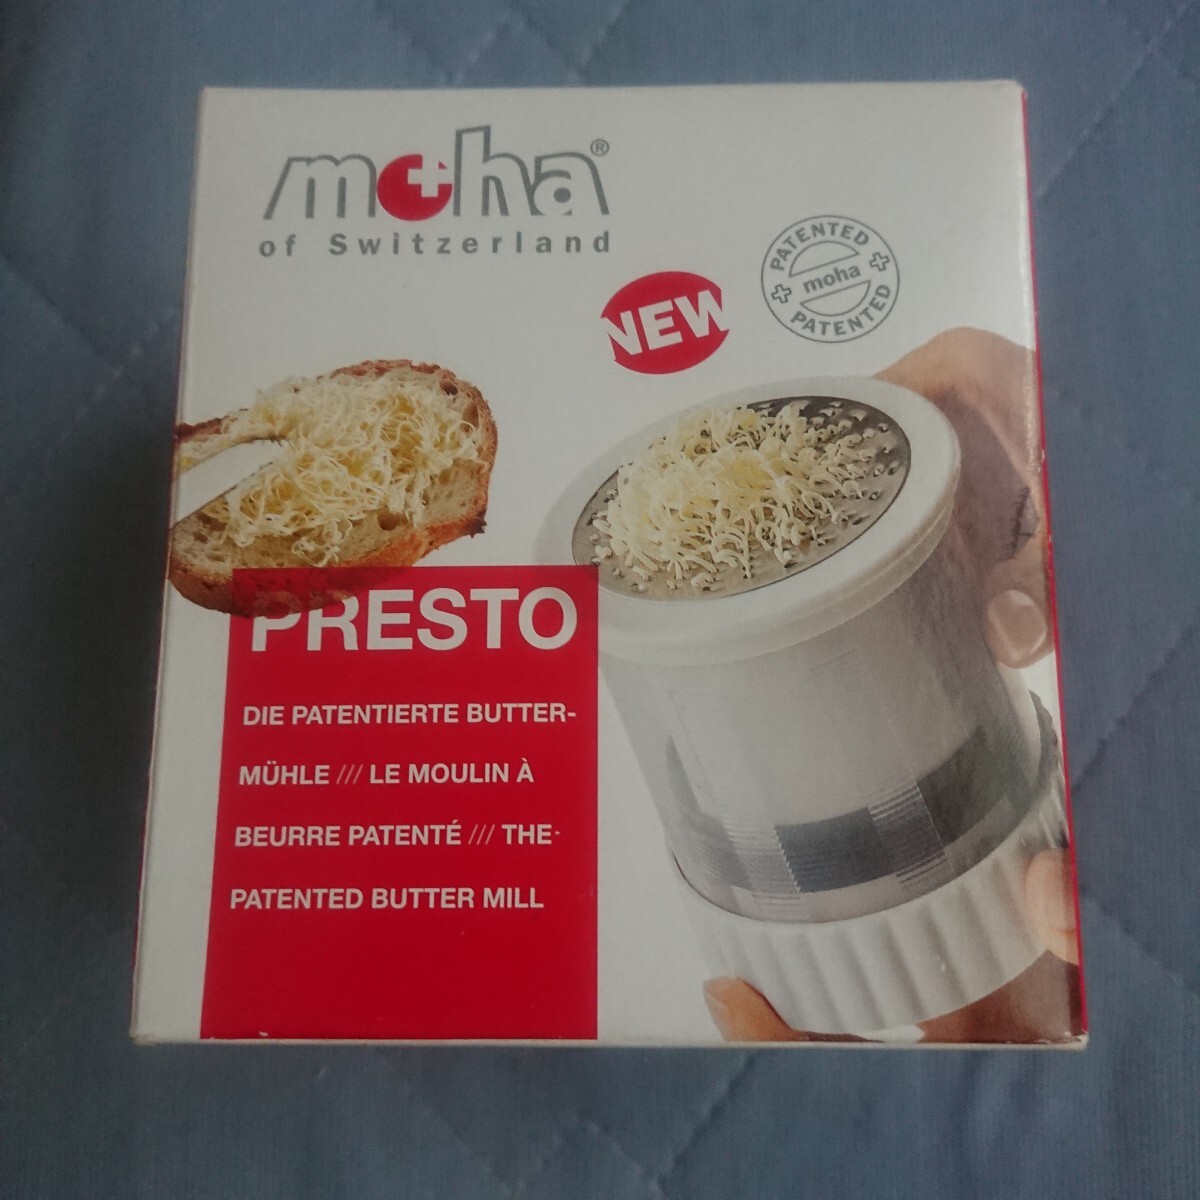 moha®
of Switzerland
NEW
PATENTED
moha
PATENTED
PRESTO
DIE PATENTIERTE BUTTER-
MÜHLE /// LE MOULIN À
BEURRE PATENTÉ /// THE
PATENTED BUTTER MILL